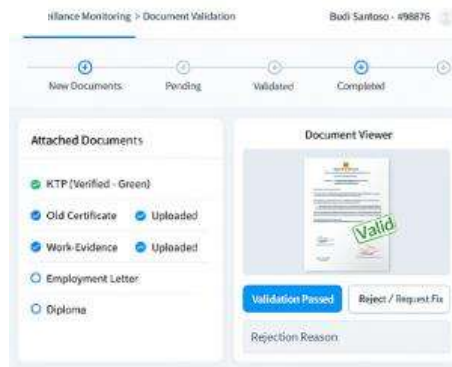 eillance Monitoring > Document Validation
Budi Santoso - #98876
New Documents
Pending
Validated
Completed
Attached Documents
KTP (Verified - Green)
Old Certificate
Uploaded
Work-Evidence
Uploaded
Employment Letter
Diploma
Document Viewer
Valid
Validation Passed
Reject / Request Fix
Rejection Reason